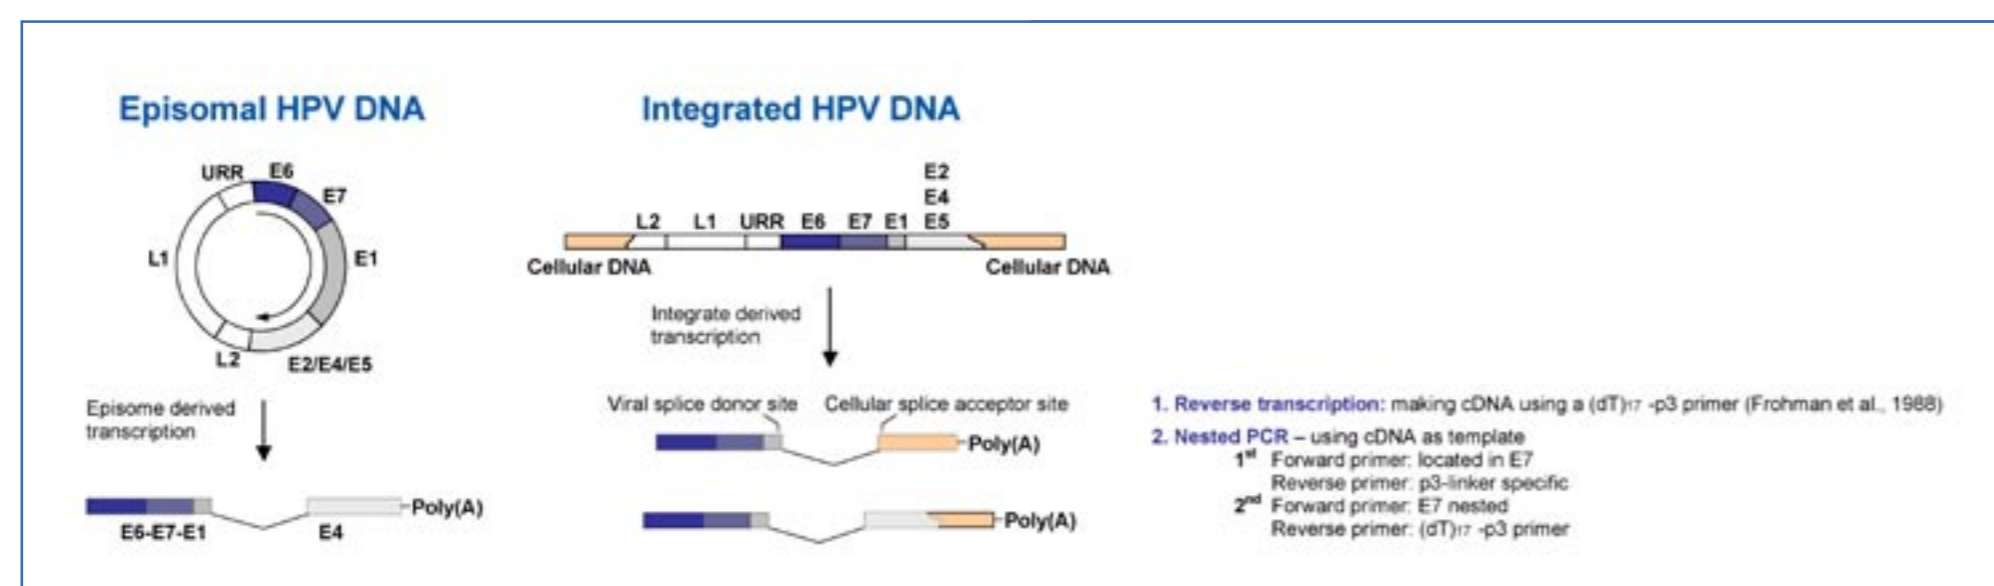 Episomal HPV DNA
URR E6
E7
L1
E1
L2
E2/E4/E5
Episome derived
transcription
Poly(A)
E6-E7-E1 E4
Integrated HPV DNA
E2
E4
L2 L1 URR E6 E7 E1 E5
Cellular DNA Cellular DNA
Integrate derived
transcription
Viral splice donor site Cellular splice acceptor site
Poly(A)
Poly(A)
1. Reverse transcription: making cDNA using a (dT)17 -p3 primer (Frohman et al., 1988)
2. Nested PCR – using cDNA as template
1st Forward primer: located in E7
Reverse primer: p3-linker specific
2nd Forward primer: E7 nested
Reverse primer: (dT)17 -p3 primer